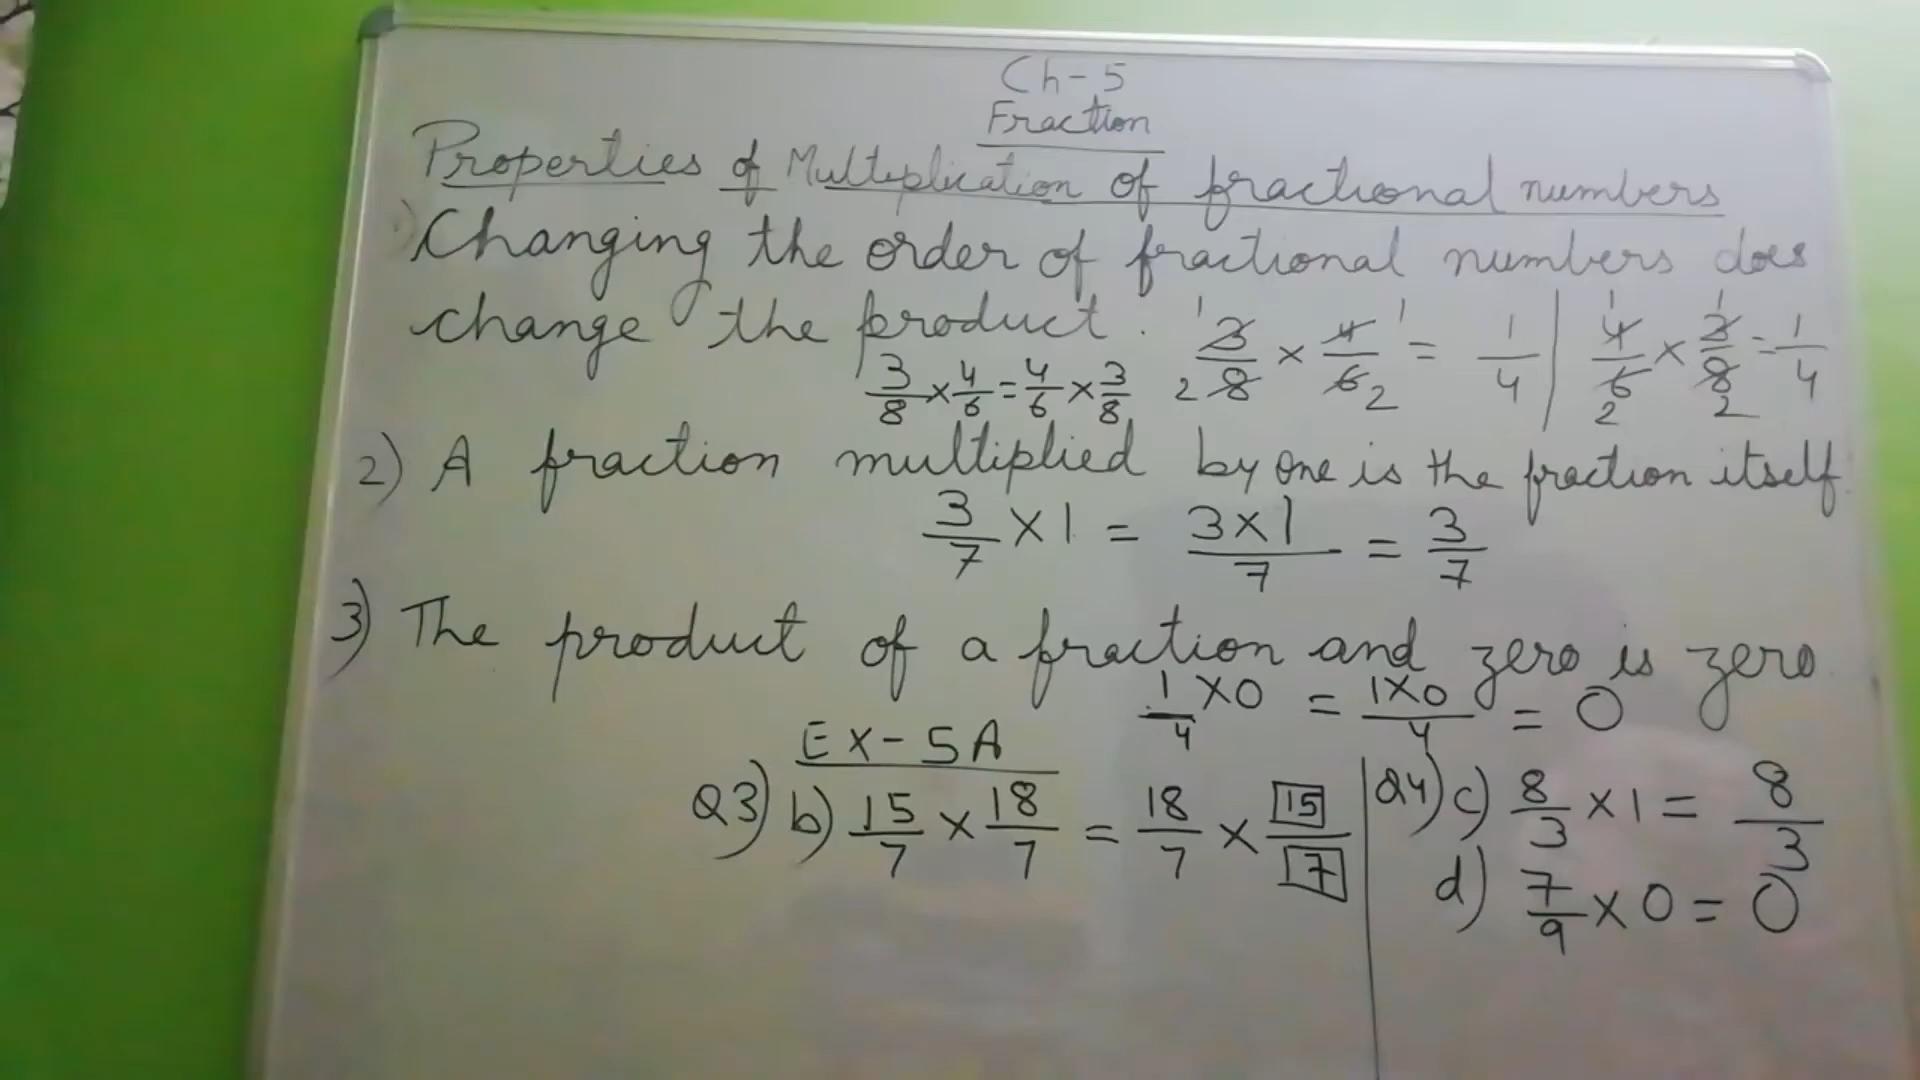 Ch-5
Fraction
Properties of Multiplication of fractional numbers
1) Changing the order of fractional numbers does
change the product. 3/8 × 4/6 = 1/4 | 4/6 × 3/8 = 1/4
3/8 × 4/6 = 4/6 × 3/8
2) A fraction multiplied by one is the fraction itself.
3/7 × 1 = 3×1/7 = 3/7
3) The product of a fraction and zero is zero
1/4 × 0 = 1×0/4 = 0
Ex-5A
Q3) b) 15/7 × 18/7 = 18/7 × 15/7
Q4) c) 8/3 × 1 = 8/3
d) 7/9 × 0 = 0